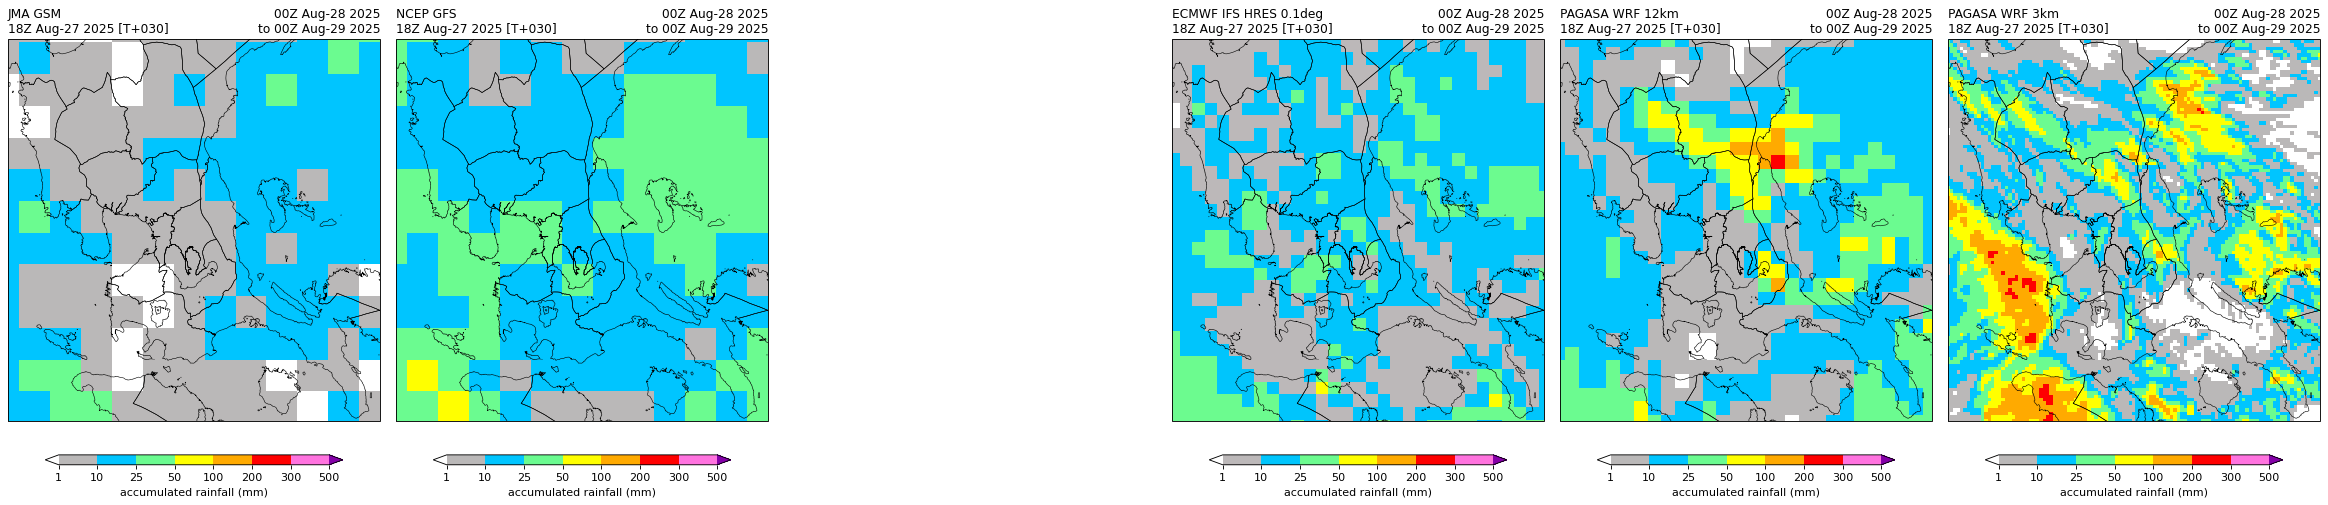 JMA GSM 00Z Aug-28 2025
18Z Aug-27 2025 [T+030] to 00Z Aug-29 2025
1 10 25 50 100 200 300 500
accumulated rainfall (mm)
NCEP GFS 00Z Aug-28 2025
18Z Aug-27 2025 [T+030] to 00Z Aug-29 2025
1 10 25 50 100 200 300 500
accumulated rainfall (mm)
ECMWF IFS HRES 0.1deg 00Z Aug-28 2025
18Z Aug-27 2025 [T+030] to 00Z Aug-29 2025
1 10 25 50 100 200 300 500
accumulated rainfall (mm)
PAGASA WRF 12km 00Z Aug-28 2025
18Z Aug-27 2025 [T+030] to 00Z Aug-29 2025
1 10 25 50 100 200 300 500
accumulated rainfall (mm)
PAGASA WRF 3km 00Z Aug-28 2025
18Z Aug-27 2025 [T+030] to 00Z Aug-29 2025
1 10 25 50 100 200 300 500
accumulated rainfall (mm)